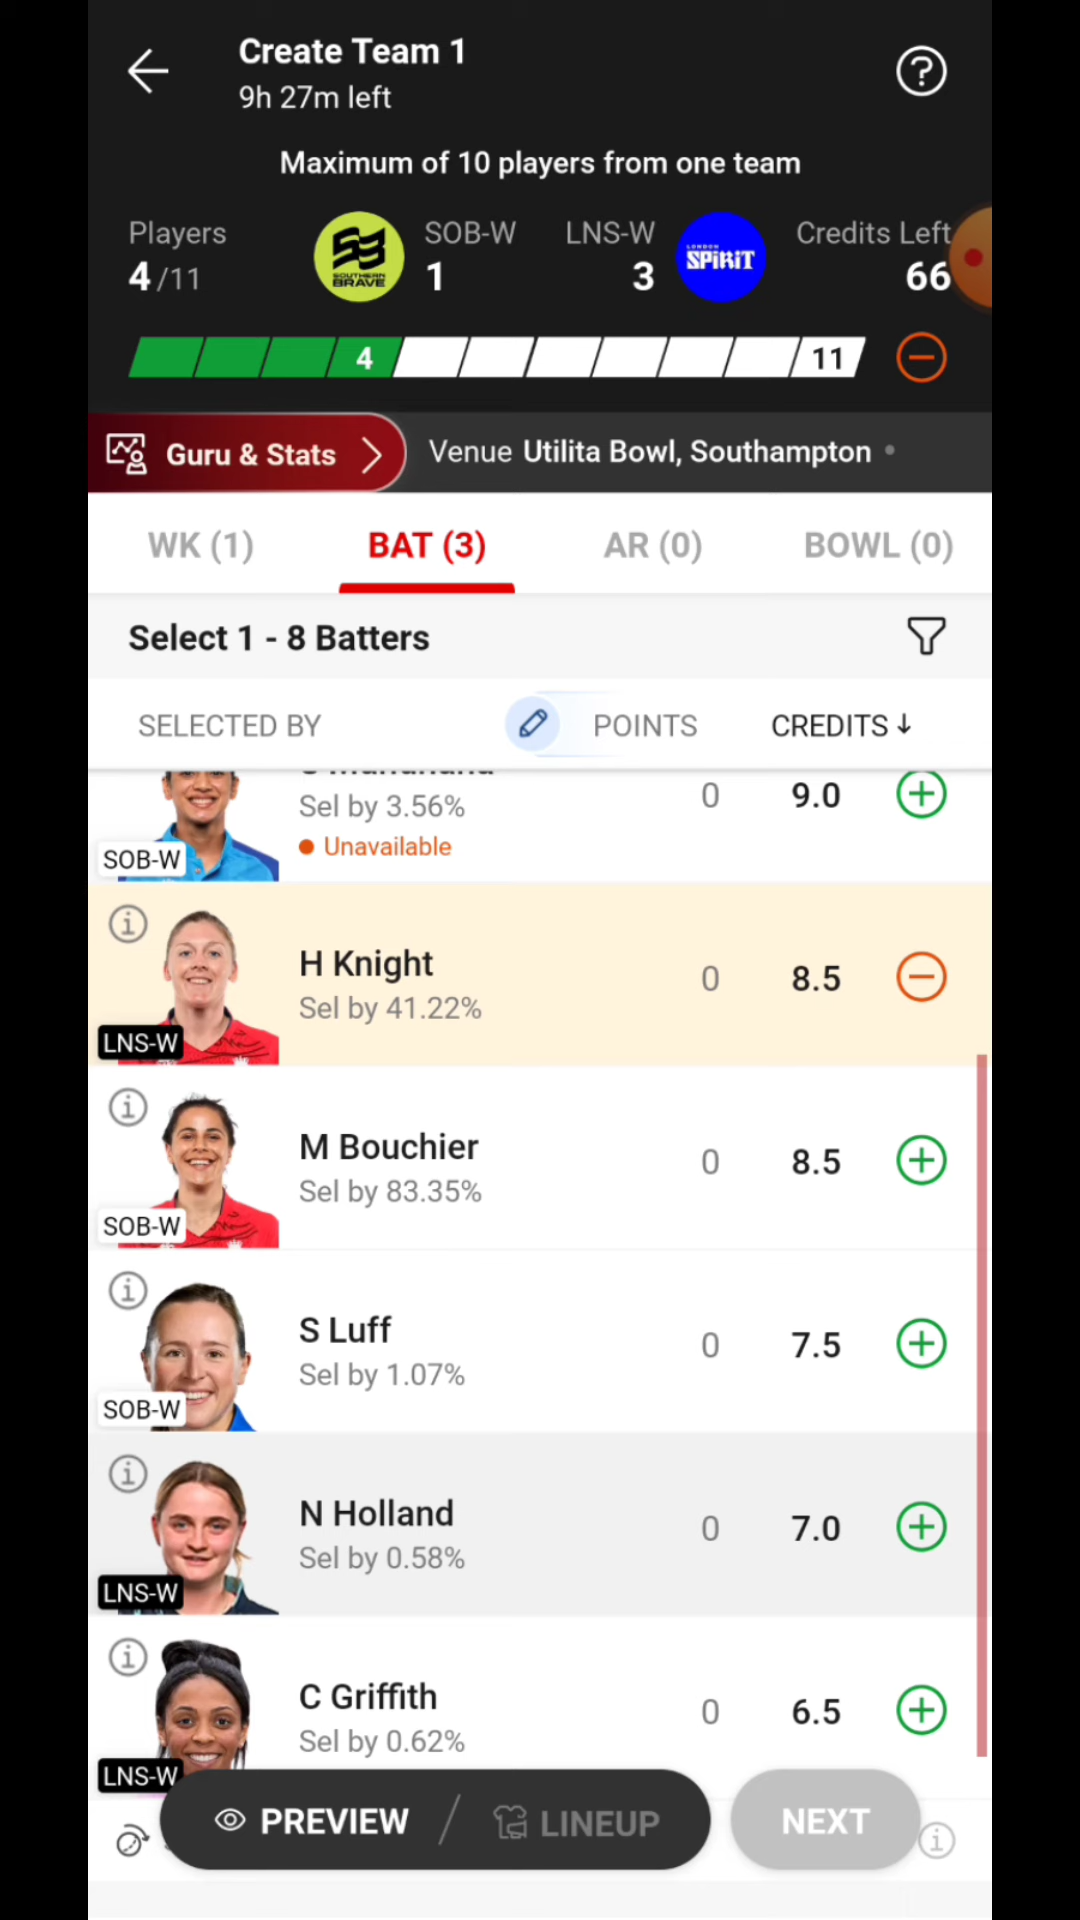 Create Team 1
9h 27m left
Maximum of 10 players from one team
Players
4/11
SOUTHERN
BRAVE
SOB-W
1
LNS-W
3
LONDON
SPIRIT
Credits Left
66
4
11
Guru & Stats
Venue Utilita Bowl, Southampton
WK (1)
BAT (3)
AR (0)
BOWL (0)
Select 1 - 8 Batters
SELECTED BY
POINTS
CREDITS
Sel by 3.56%
0
9.0
Unavailable
SOB-W
H Knight
Sel by 41.22%
0
8.5
LNS-W
M Bouchier
Sel by 83.35%
0
8.5
SOB-W
S Luff
Sel by 1.07%
0
7.5
SOB-W
N Holland
Sel by 0.58%
0
7.0
LNS-W
C Griffith
Sel by 0.62%
0
6.5
LNS-W
PREVIEW
LINEUP
NEXT